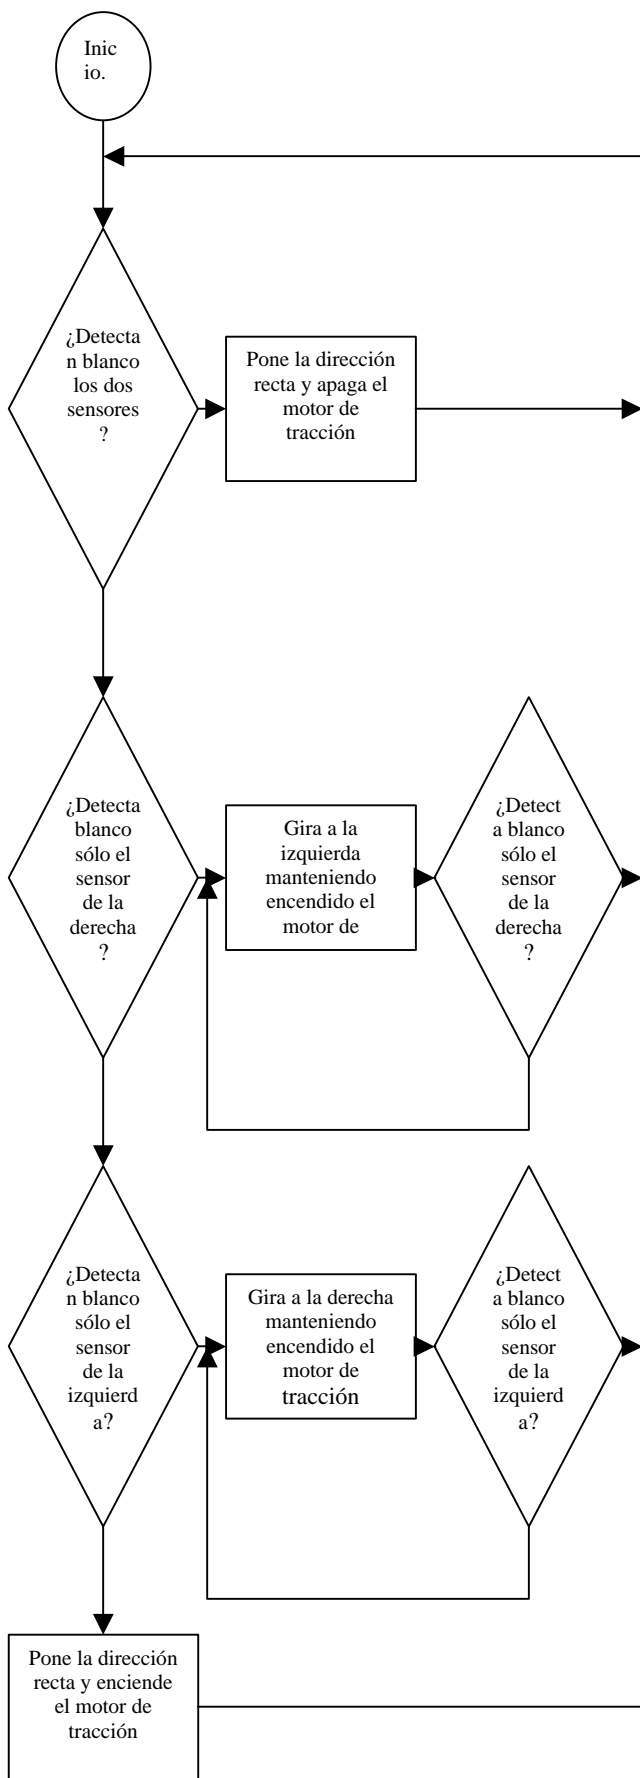 Inic
io.
¿Detecta
n blanco
los dos
sensores
?
Pone la dirección
recta y apaga el
motor de
tracción
¿Detecta
blanco
sólo el
sensor
de la
derecha
?
Gira a la
izquierda
manteniendo
encendido el
motor de
¿Detect
a blanco
sólo el
sensor
de la
derecha
?
¿Detecta
n blanco
sólo el
sensor
de la
izquierd
a?
Gira a la derecha
manteniendo
encendido el
motor de
tracción
¿Detect
a blanco
sólo el
sensor
de la
izquierd
a?
Pone la dirección
recta y enciende
el motor de
tracción